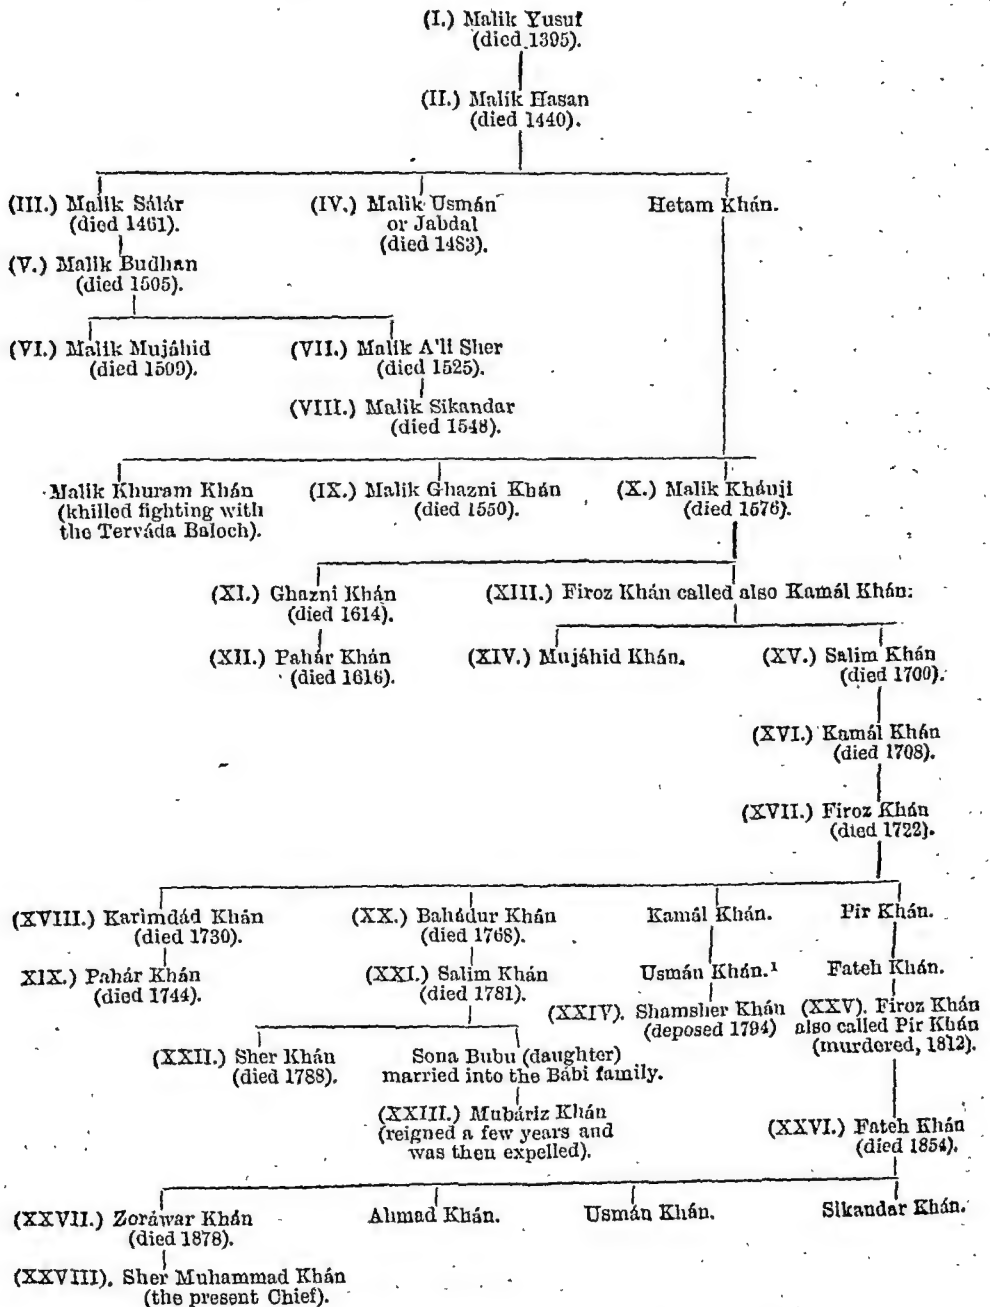 (I.) Malik Yusuf
(died 1395).
(II.) Malik Hasan
(died 1440).
(III.) Malik Sálár
(died 1461).
(IV.) Malik Usmán
or Jabdal
(died 1483).
Hetam Khán.
(V.) Malik Budhan
(died 1505).
(VI.) Malik Mujáhid
(died 1509).
(VII.) Malik A'li Sher
(died 1525).
(VIII.) Malik Sikandar
(died 1548).
Malik Khuram Khán
(khilled fighting with
the Terváda Baloch).
(IX.) Malik Ghazni Khán
(died 1550).
(X.) Malik Khánji
(died 1576).
(XI.) Ghazni Khán
(died 1614).
(XIII.) Firoz Khán called also Kamál Khán:
(XII.) Pahár Khán
(died 1616).
(XIV.) Mujáhid Khán.
(XV.) Salim Khán
(died 1700).
(XVI.) Kamál Khán
(died 1708).
(XVII.) Firoz Khán
(died 1722).
(XVIII.) Karimdád Khán
(died 1730).
(XX.) Bahádur Khán
(died 1768).
Kamál Khán.
Pir Khán.
XIX.) Pahár Khán
(died 1744).
(XXI.) Salim Khán
(died 1781).
Usmán Khán.¹
Fateh Khán.
(XXIV). Shamsher Khán
(deposed 1794)
(XXV). Firoz Khán
also called Pir Khán
(murdered, 1812).
(XXII.) Sher Khán
(died 1788).
Sona Bubu (daughter)
married into the Bábi family.
(XXIII.) Mubáriz Khán
(reigned a few years and
was then expelled).
(XXVI.) Fateh Khán
(died 1854).
(XXVII.) Zoráwar Khán
(died 1878).
Ahmad Khán.
Usmán Khán.
Sikandar Khán.
(XXVIII). Sher Muhammad Khán
(the present Chief).